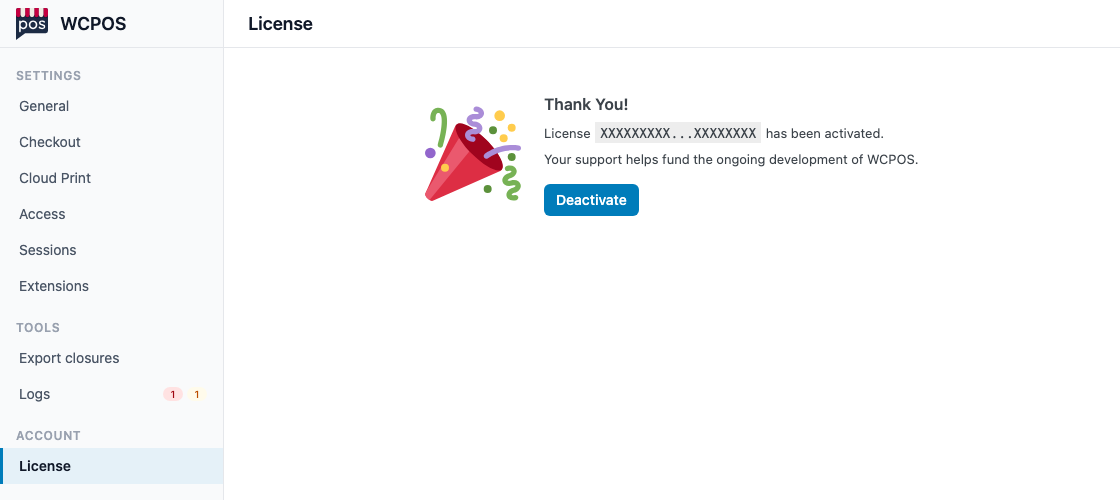 pos WCPOS
License
SETTINGS
General
Checkout
Cloud Print
Access
Sessions
Extensions
TOOLS
Export closures
Logs 1 1
ACCOUNT
License
Thank You!
License XXXXXXXXX...XXXXXXXX has been activated.
Your support helps fund the ongoing development of WCPOS.
Deactivate